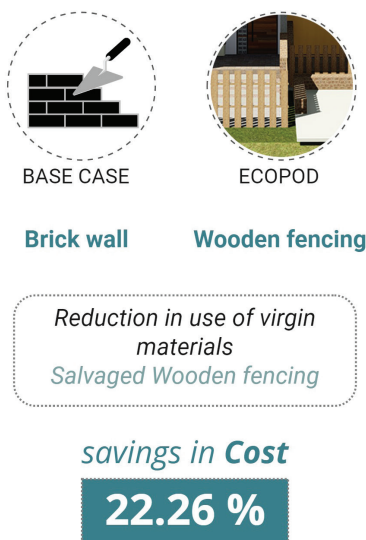 BASE CASE
ECOPOD
Brick wall
Wooden fencing
Reduction in use of virgin
materials
Salvaged Wooden fencing
savings in Cost
22.26 %